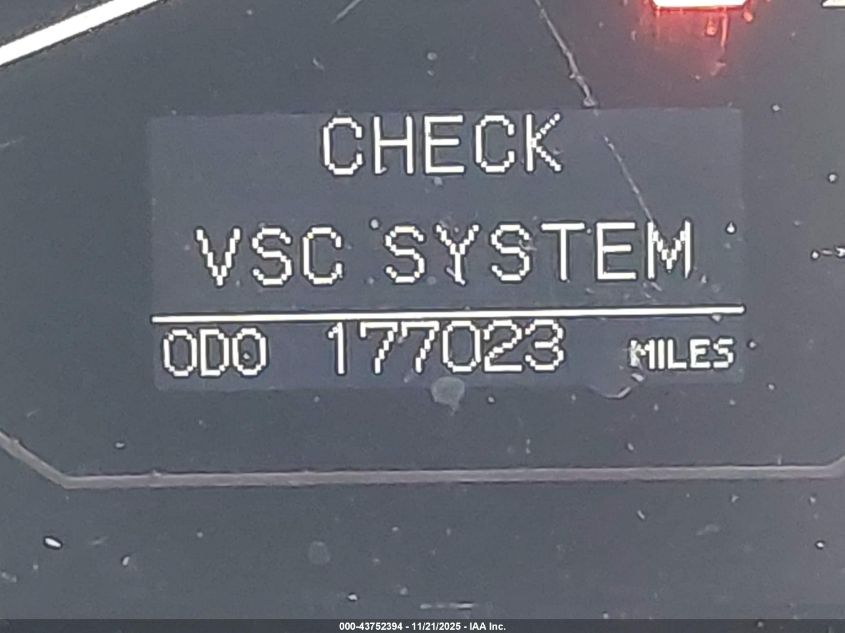 CHECK
VSC SYSTEM
ODO 177023 MILES
000-43752394 - 11/21/2025 - IAA Inc.